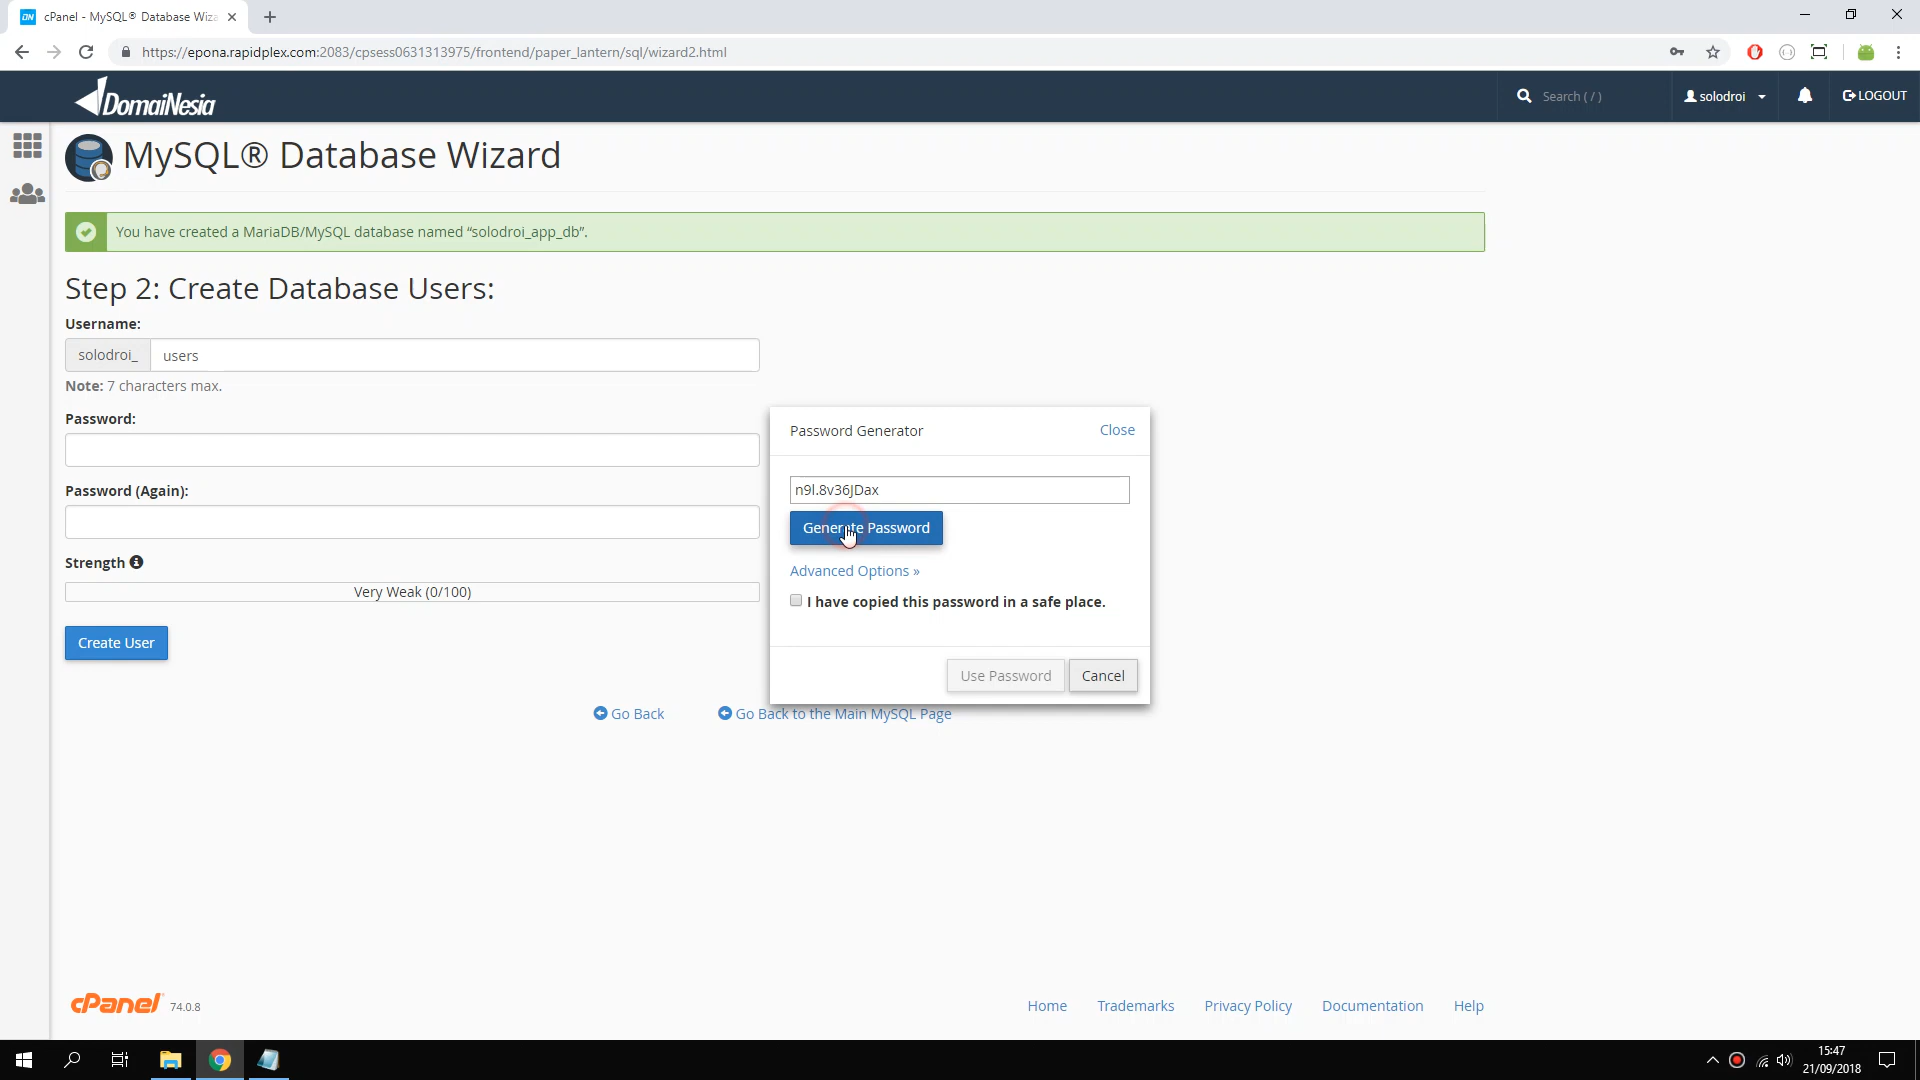 cPanel - MySQL® Database Wiza
https://epona.rapidplex.com:2083/cpsess0631313975/frontend/paper_lantern/sql/wizard2.html
DomaiNesia
Search ( / )
solodroi
LOGOUT
MySQL® Database Wizard
You have created a MariaDB/MySQL database named “solodroi_app_db”.
Step 2: Create Database Users:
Username:
solodroi_ users
Note: 7 characters max.
Password:
Password (Again):
Strength
Very Weak (0/100)
Create User
Password Generator
Close
n9l.8v36JDax
Generate Password
Advanced Options »
I have copied this password in a safe place.
Use Password
Cancel
Go Back
Go Back to the Main MySQL Page
cPanel 74.0.8
Home
Trademarks
Privacy Policy
Documentation
Help
15:47
21/09/2018